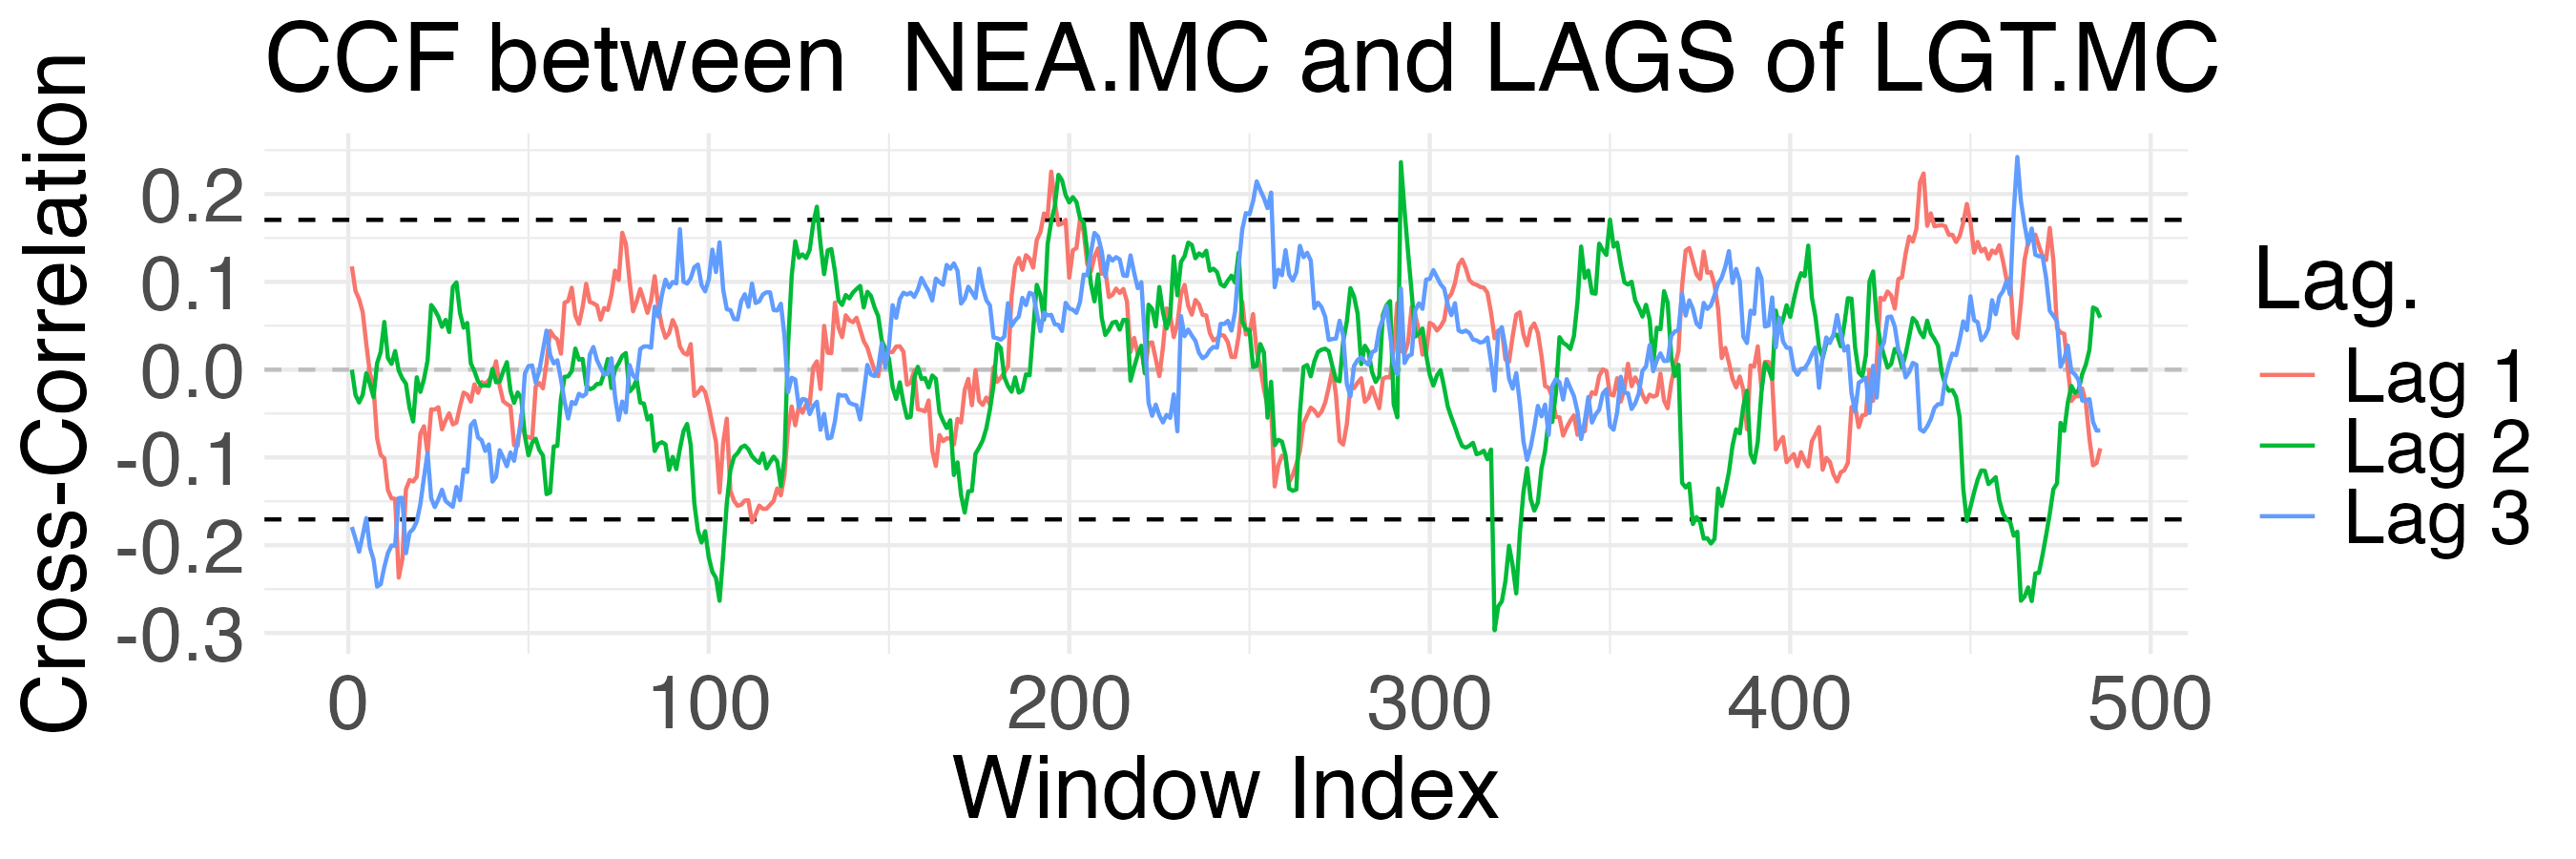 CCF between  NEA.MC and LAGS of LGT.MC
Cross-Correlation
0.2
0.1
0.0
-0.1
-0.2
-0.3
0 100 200 300 400 500
Window Index
Lag.
Lag 1
Lag 2
Lag 3